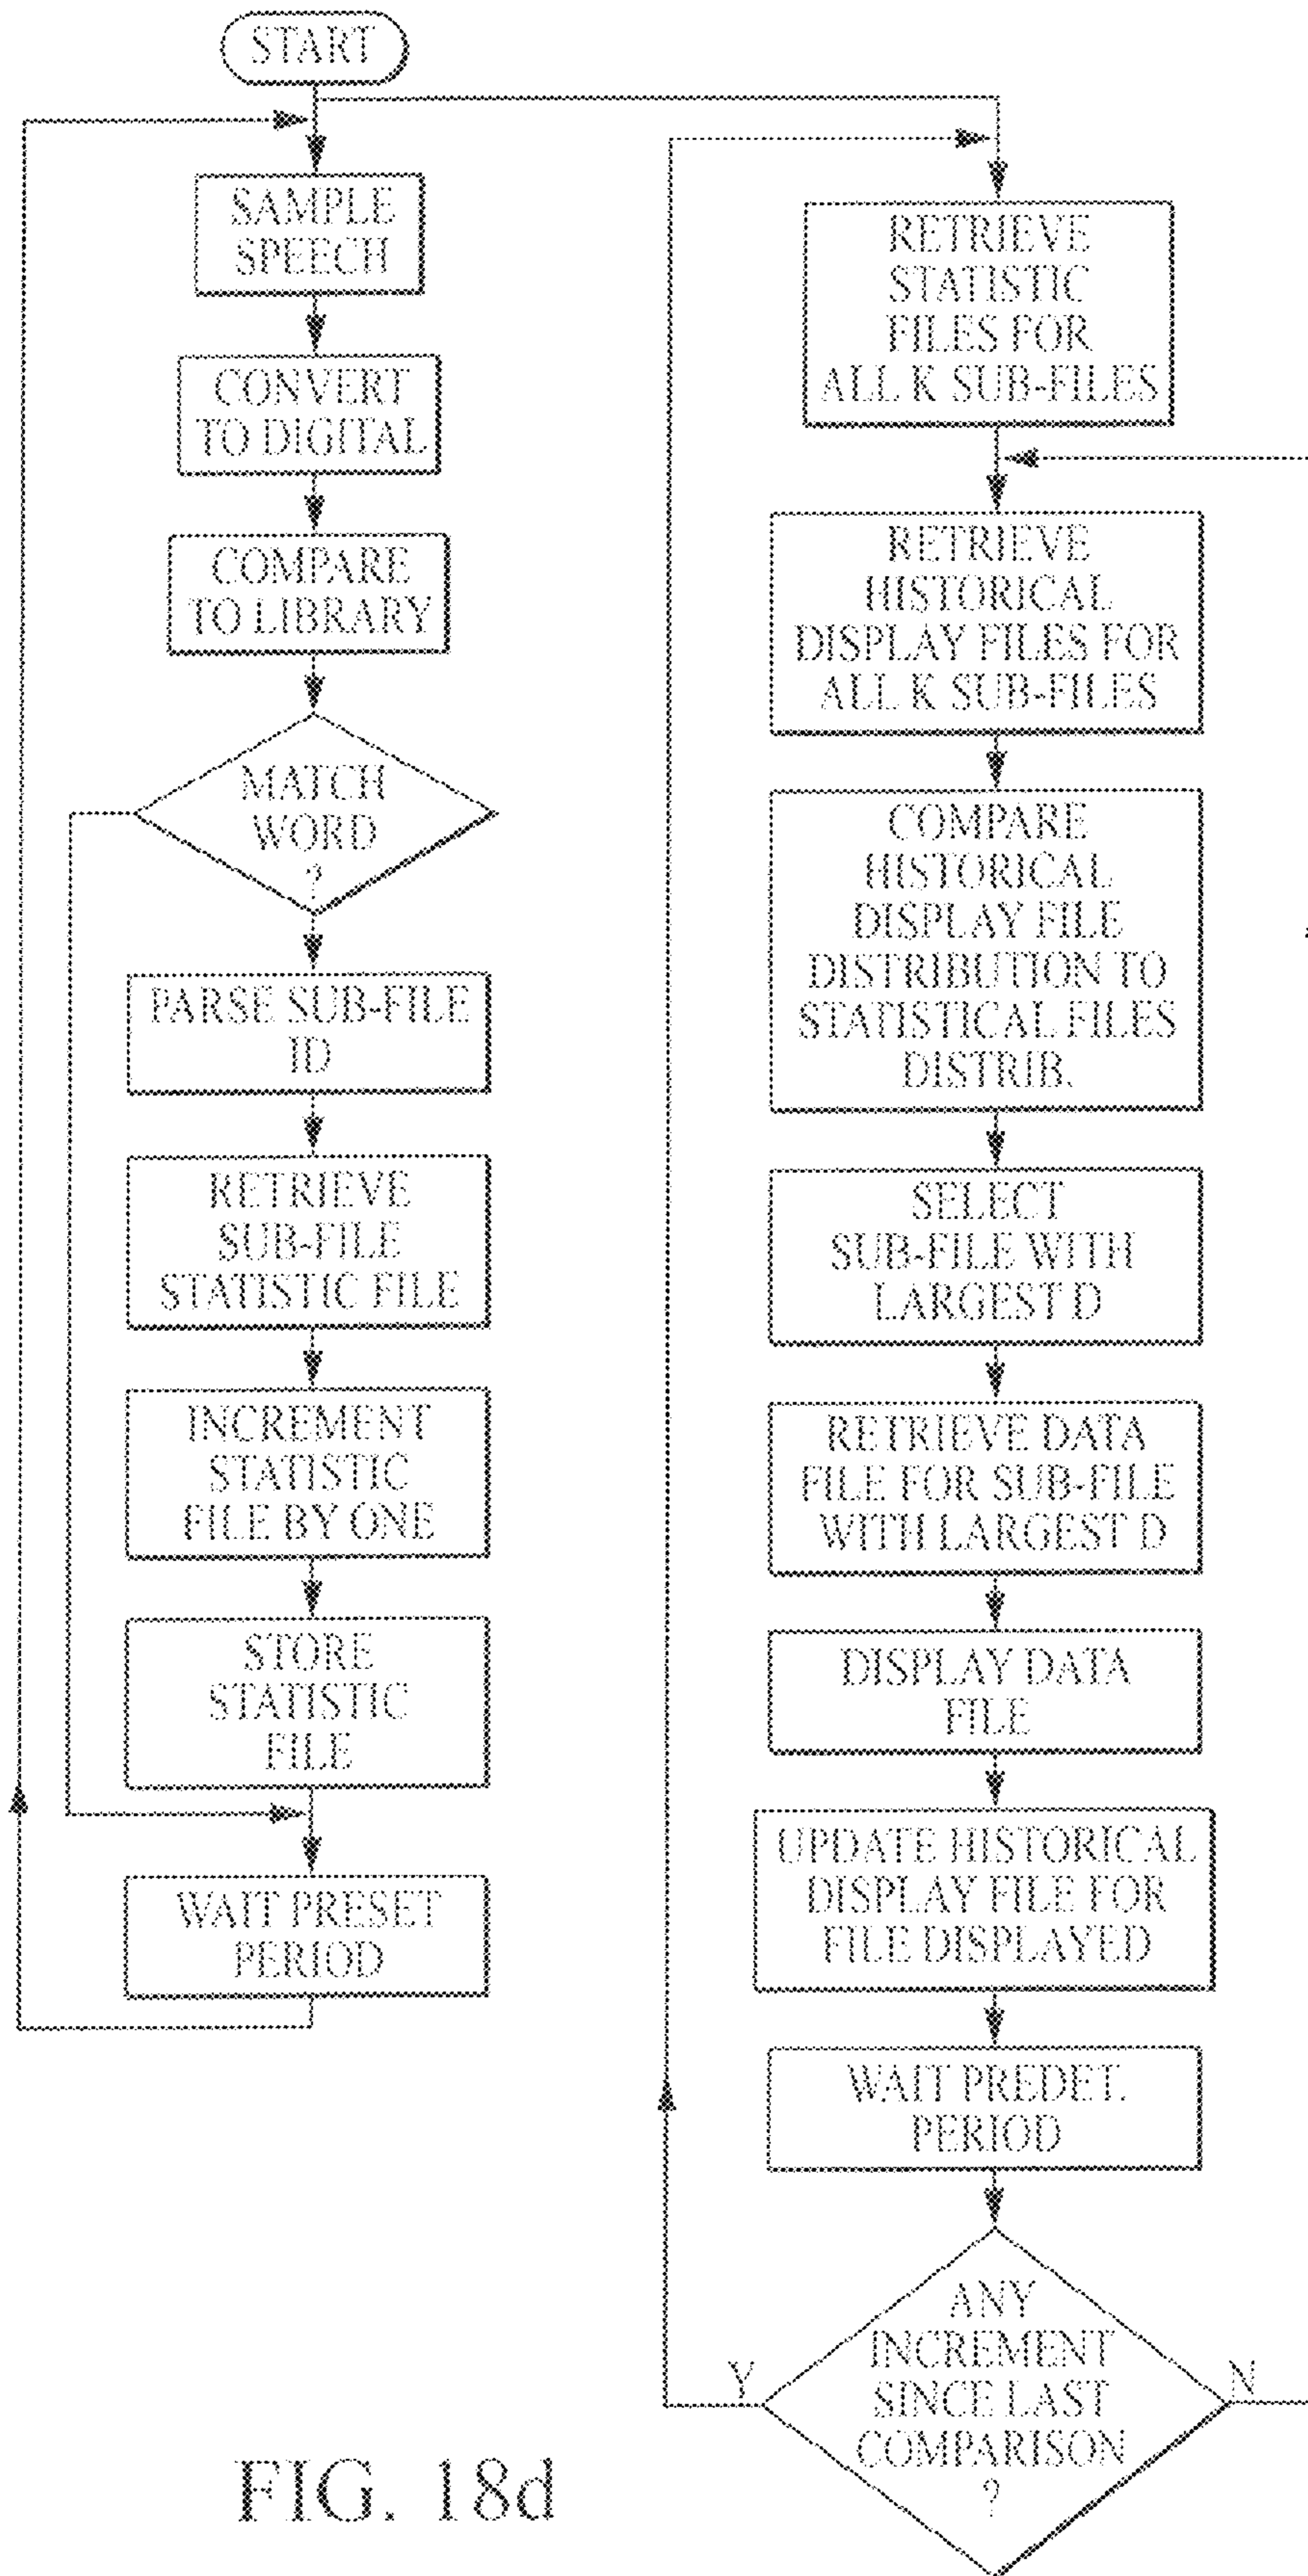 START
SAMPLE
SPEECH
CONVERT
TO DIGITAL
COMPARE
TO LIBRARY
MATCH
WORD
?
PARSE SUB-FILE
ID
RETRIEVE
SUB-FILE
STATISTIC FILE
INCREMENT
STATISTIC
FILE BY ONE
STORE
STATISTIC
FILE
WAIT PRESET
PERIOD
RETRIEVE
STATISTIC
FILES FOR
ALL K SUB-FILES
RETRIEVE
HISTORICAL
DISPLAY FILES FOR
ALL K SUB-FILES
COMPARE
HISTORICAL
DISPLAY FILE
DISTRIBUTION TO
STATISTICAL FILES
DISTRIB.
SELECT
SUB-FILE WITH
LARGEST D
RETRIEVE DATA
FILE FOR SUB-FILE
WITH LARGEST D
DISPLAY DATA
FILE
UPDATE HISTORICAL
DISPLAY FILE FOR
FILE DISPLAYED
WAIT PREDET.
PERIOD
ANY
INCREMENT
SINCE LAST
COMPARISON
?
Y
N
FIG. 18d